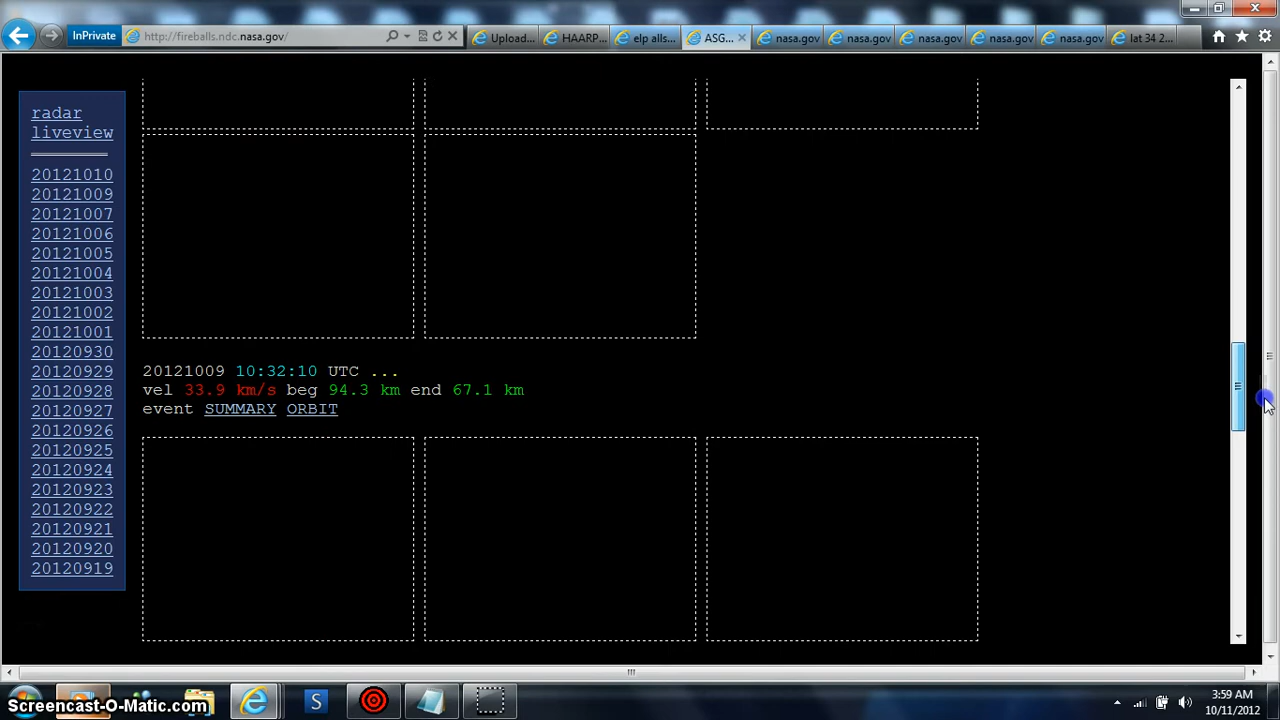 InPrivate
http://fireballs.ndc.nasa.gov/
Upload...
HAARP...
elp alls...
ASG...
nasa.gov
nasa.gov
nasa.gov
nasa.gov
nasa.gov
lat 34 2...
radar
liveview
20121010
20121009
20121007
20121006
20121005
20121004
20121003
20121002
20121001
20120930
20120929
20120928
20120927
20120926
20120925
20120924
20120923
20120922
20120921
20120920
20120919
20121009 10:32:10 UTC ...
vel 33.9 km/s beg 94.3 km end 67.1 km
event SUMMARY ORBIT
S
Screencast-O-Matic.com
3:59 AM
10/11/2012